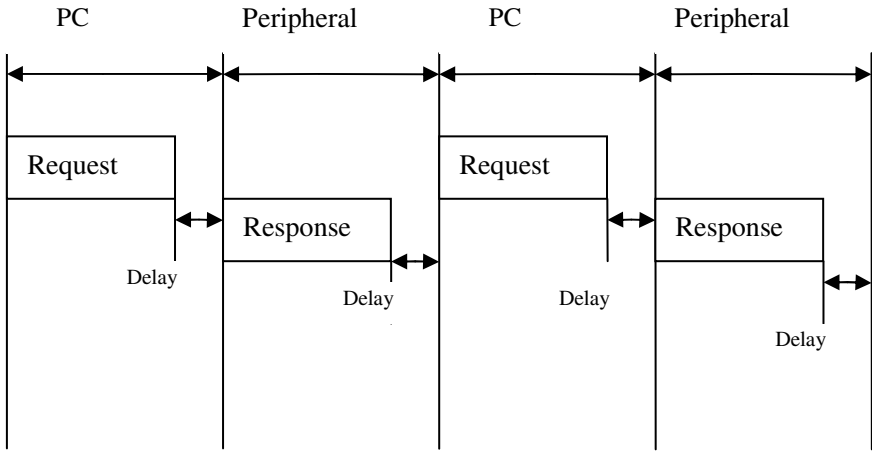 PC Peripheral PC Peripheral
Request Request
Response Response
Delay
Delay Delay
Delay